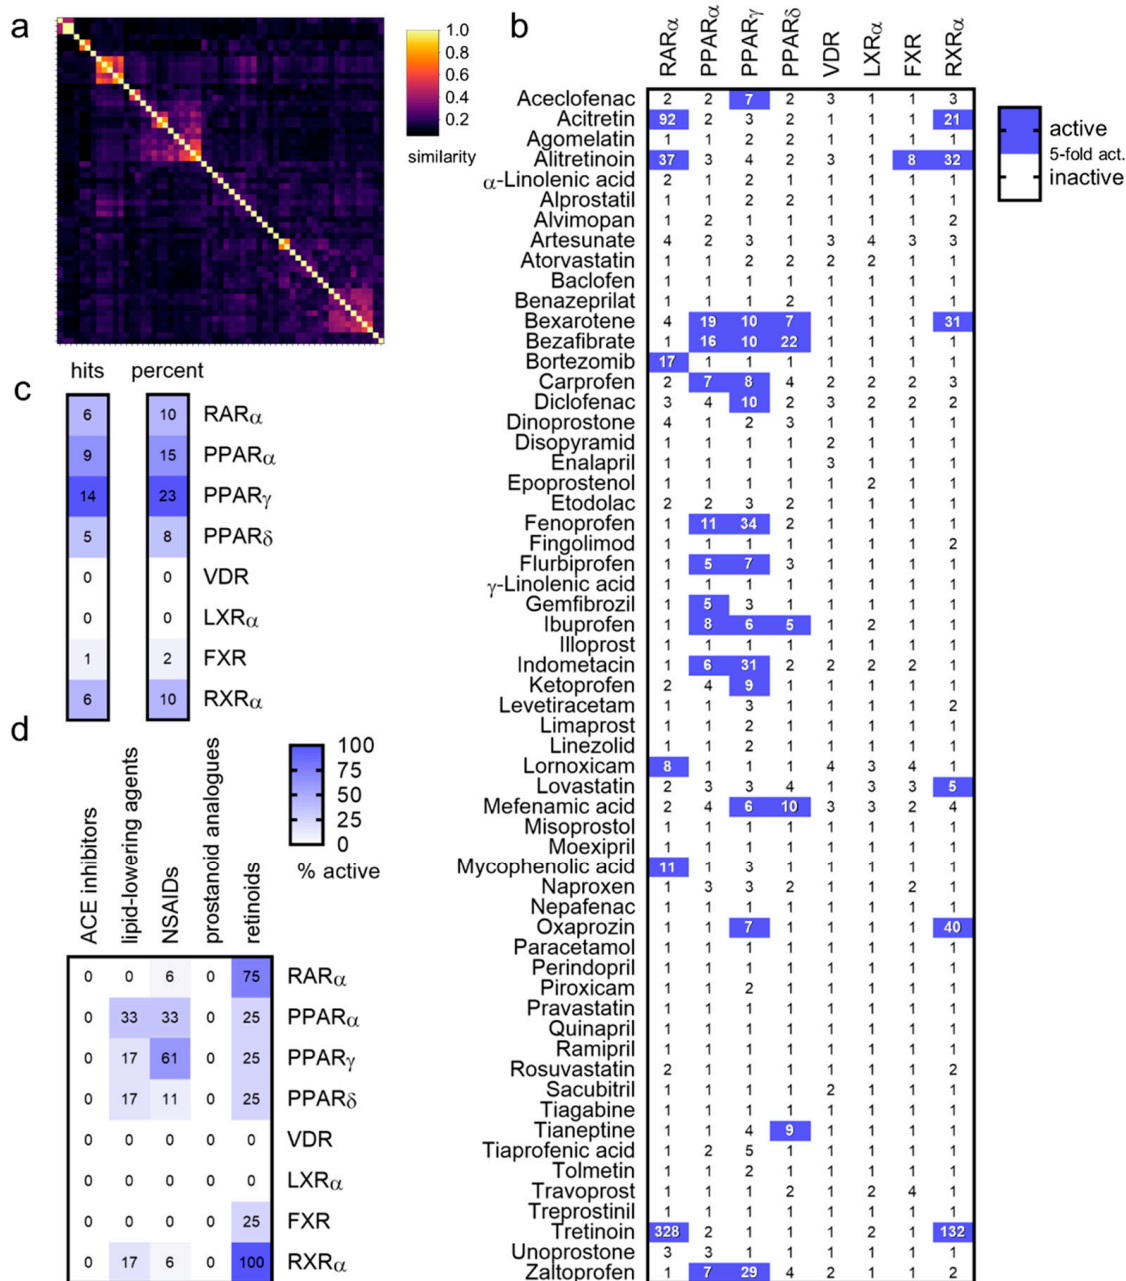 a
1.0
0.8
0.6
0.4
0.2
similarity
b
RARα PPARα PPARγ PPARδ VDR LXRα FXR RXRα
Aceclofenac 2 2 7 2 3 1 1 3
Acitretin 92 2 3 2 1 1 1 21
Agomelatin 1 1 2 2 1 1 1 1
Alitretinoin 37 3 4 2 3 1 8 32
α-Linolenic acid 2 1 2 1 1 1 1 1
Alprostatil 1 1 2 2 1 1 1 1
Alvimopan 1 2 1 1 1 1 1 2
Artesunate 4 2 3 1 3 4 3 3
Atorvastatin 1 1 2 2 2 2 1 1
Baclofen 1 1 1 1 1 1 1 1
Benazeprilat 1 1 1 2 1 1 1 1
Bexarotene 4 19 10 7 1 1 1 31
Bezafibrate 1 16 10 22 1 1 1 1
Bortezomib 17 1 1 1 1 1 1 1
Carprofen 2 7 8 4 2 2 2 3
Diclofenac 3 4 10 2 3 2 2 2
Dinoprostone 4 1 2 3 1 1 1 1
Disopyramid 1 1 1 1 2 1 1 1
Enalapril 1 1 1 1 3 1 1 1
Epoprostenol 1 1 1 1 1 2 1 1
Etodolac 2 2 3 2 1 1 1 1
Fenoprofen 1 11 34 2 1 1 1 1
Fingolimod 1 1 1 1 1 1 1 2
Flurbiprofen 1 5 7 3 1 1 1 1
γ-Linolenic acid 1 1 1 1 1 1 1 1
Gemfibrozil 1 5 3 1 1 1 1 1
Ibuprofen 1 8 6 5 1 2 1 1
Illoprost 1 1 1 1 1 1 1 1
Indometacin 1 6 31 2 2 2 2 1
Ketoprofen 2 4 9 1 1 1 1 1
Levetiracetam 1 1 3 1 1 1 1 2
Limaprost 1 1 2 1 1 1 1 1
Linezolid 1 1 2 1 1 1 1 1
Lornoxicam 8 1 1 1 4 3 4 1
Lovastatin 2 3 3 4 1 3 3 5
Mefenamic acid 2 4 6 10 3 3 2 4
Misoprostol 1 1 1 1 1 1 1 1
Moexipril 1 1 1 1 1 1 1 1
Mycophenolic acid 11 1 3 1 1 1 1 1
Naproxen 1 3 3 2 1 1 2 1
Nepafenac 1 1 1 1 1 1 1 1
Oxaprozin 1 1 7 1 1 1 1 40
Paracetamol 1 1 1 1 1 1 1 1
Perindopril 1 1 1 1 1 1 1 1
Piroxicam 1 1 2 1 1 1 1 1
Pravastatin 1 1 1 1 1 1 1 1
Quinapril 1 1 1 1 1 1 1 1
Ramipril 1 1 1 1 1 1 1 1
Rosuvastatin 2 1 1 1 1 1 1 2
Sacubitril 1 1 1 1 2 1 1 1
Tiagabine 1 1 1 1 1 1 1 1
Tianeptine 1 1 4 9 1 1 1 1
Tiaprofenic acid 1 2 5 1 1 1 1 1
Tolmetin 1 1 2 1 1 1 1 1
Travoprost 1 1 1 2 1 2 4 1
Treprostinil 1 1 1 1 1 1 1 1
Tretinoin 328 2 1 1 1 2 1 132
Unoprostone 3 3 1 1 1 1 1 1
Zaltoprofen 1 7 29 4 2 1 1 2
active
5-fold act.
inactive
c
hits percent
6 10 RARα
9 15 PPARα
14 23 PPARγ
5 8 PPARδ
0 0 VDR
0 0 LXRα
1 2 FXR
6 10 RXRα
d
ACE inhibitors
lipid-lowering agents
NSAIDs
prostanoid analogues
retinoids
100
75
50
25
0
% active
0 0 6 0 75 RARα
0 33 33 0 25 PPARα
0 17 61 0 25 PPARγ
0 17 11 0 25 PPARδ
0 0 0 0 0 VDR
0 0 0 0 0 LXRα
0 0 0 0 25 FXR
0 17 6 0 100 RXRα